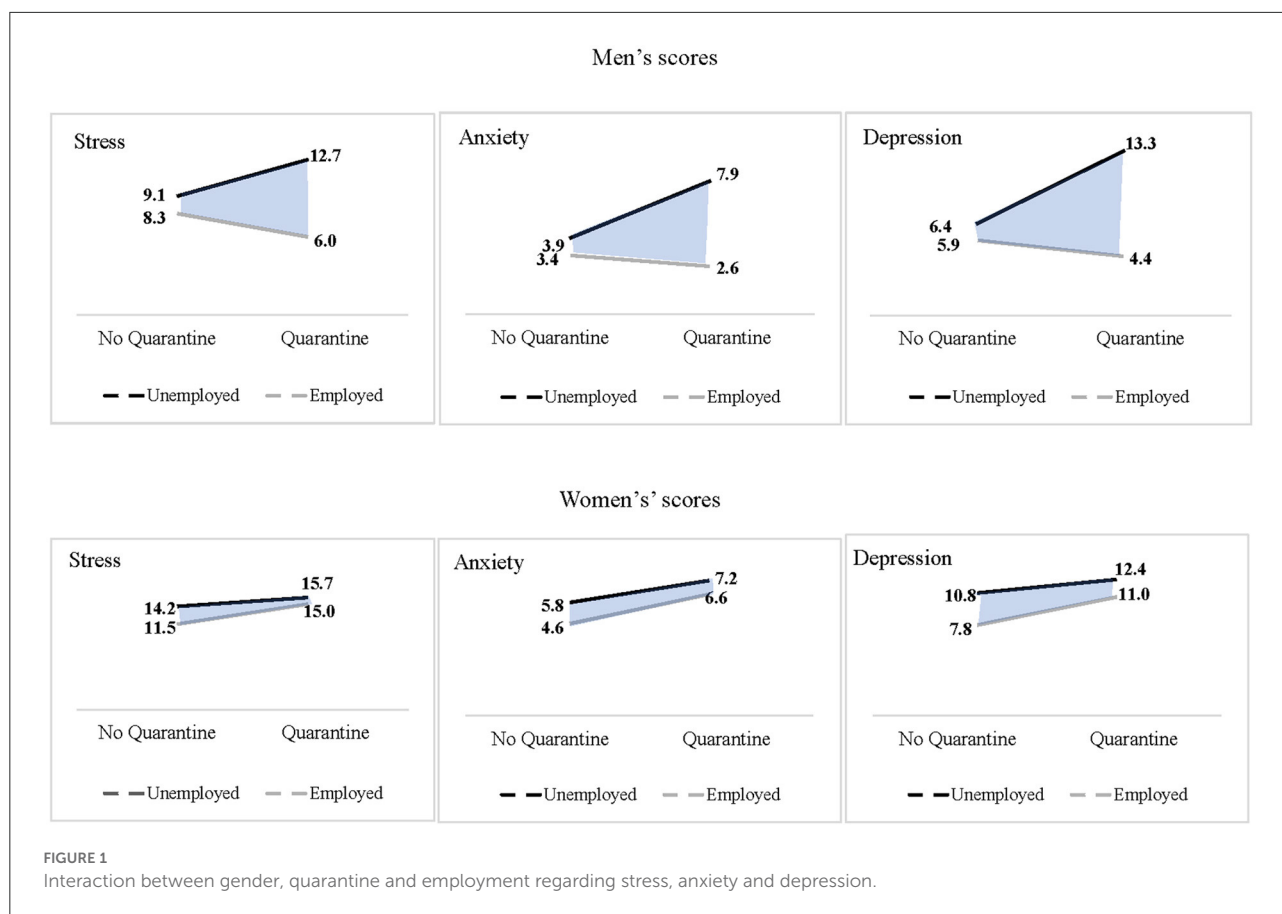 Men's scores
Stress
9.1
8.3
12.7
6.0
No Quarantine Quarantine
Unemployed Employed
Anxiety
3.9
3.4
7.9
2.6
No Quarantine Quarantine
Unemployed Employed
Depression
6.4
5.9
13.3
4.4
No Quarantine Quarantine
Unemployed Employed
Women's' scores
Stress
14.2
11.5
15.7
15.0
No Quarantine Quarantine
Unemployed Employed
Anxiety
5.8
4.6
7.2
6.6
No Quarantine Quarantine
Unemployed Employed
Depression
10.8
7.8
12.4
11.0
No Quarantine Quarantine
Unemployed Employed
FIGURE 1
Interaction between gender, quarantine and employment regarding stress, anxiety and depression.